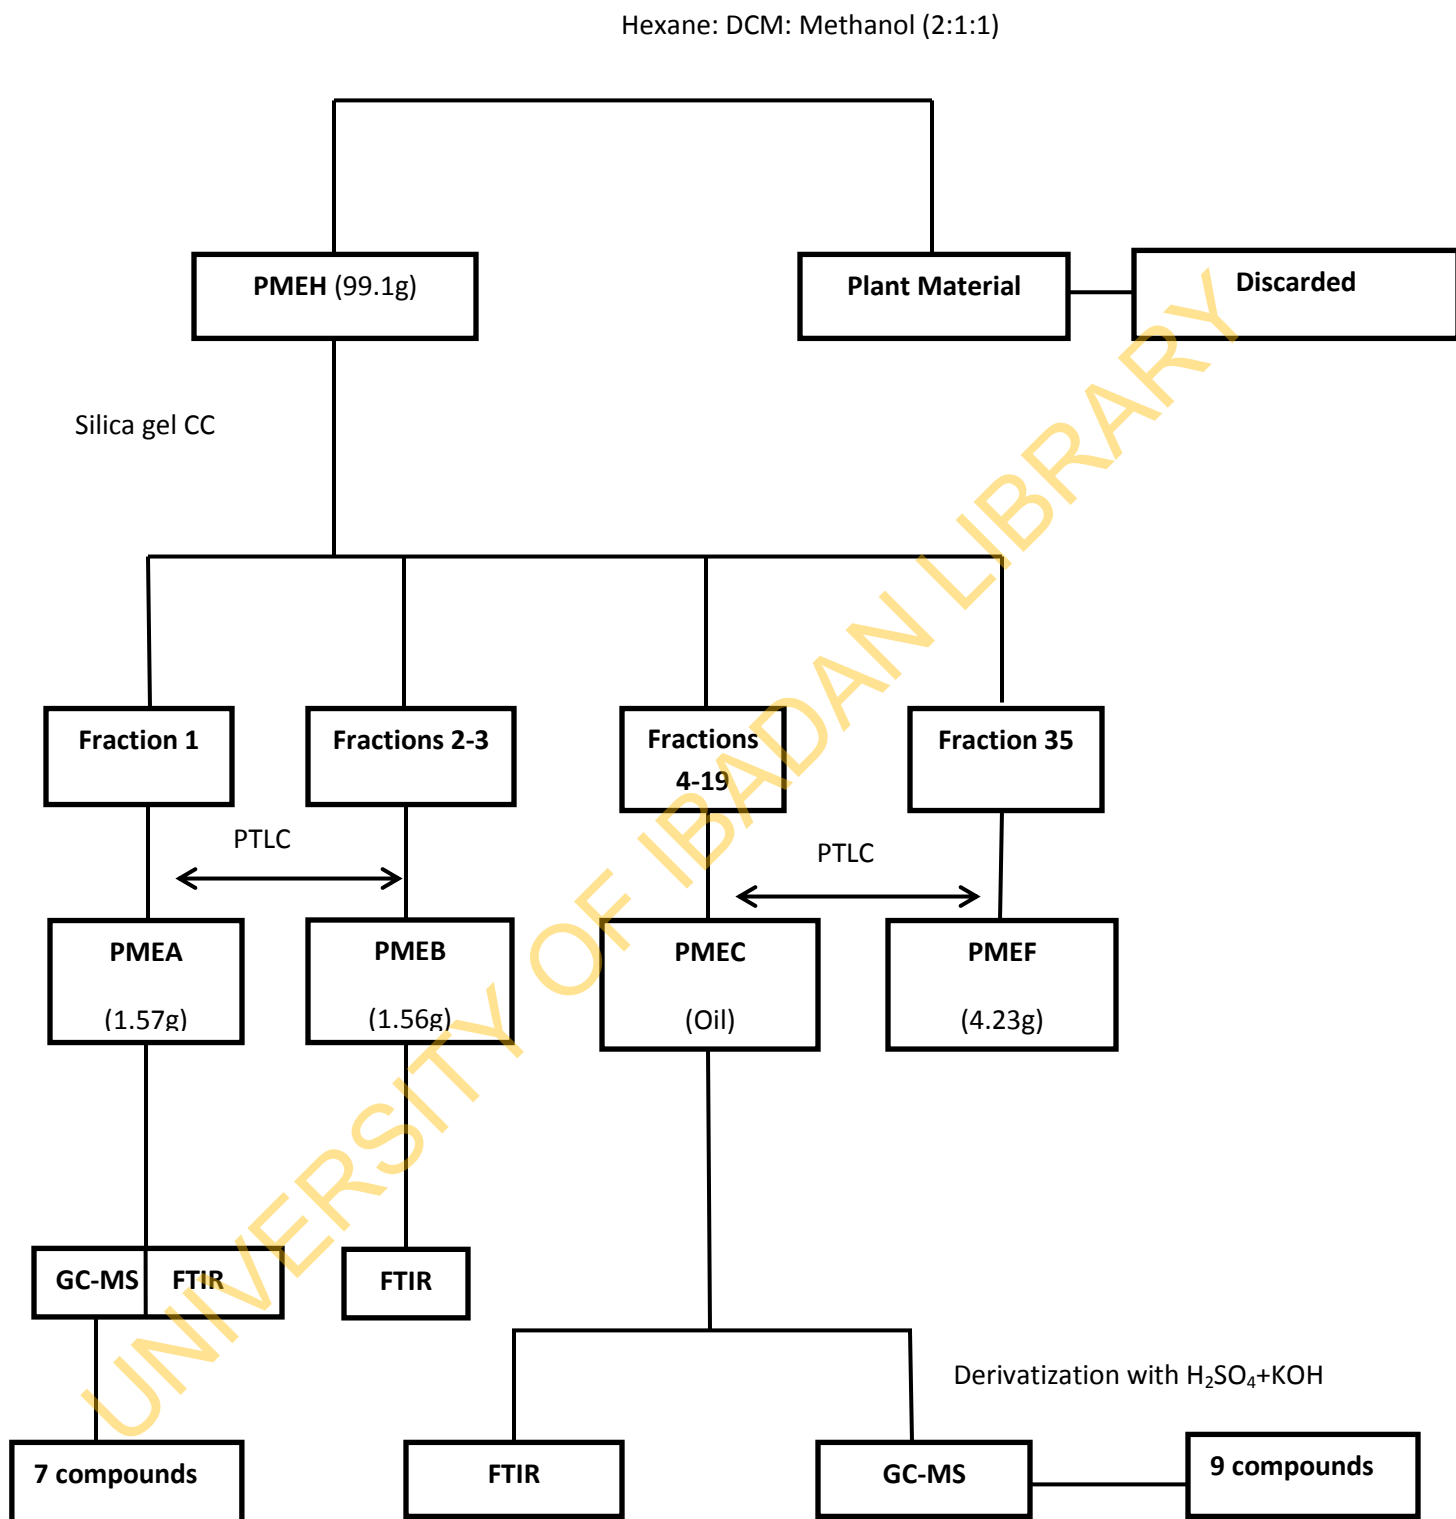 Hexane: DCM: Methanol (2:1:1)
PMEH (99.1g)
Plant Material
Discarded
Silica gel CC
Fraction 1
Fractions 2-3
Fractions
4-19
Fraction 35
PTLC
PTLC
PMEA
(1.57g)
PMEB
(1.56g)
PMEC
(Oil)
PMEF
(4.23g)
GC-MS
FTIR
FTIR
Derivatization with H₂SO₄+KOH
7 compounds
FTIR
GC-MS
9 compounds
UNIVERSITY OF IBADAN LIBRARY